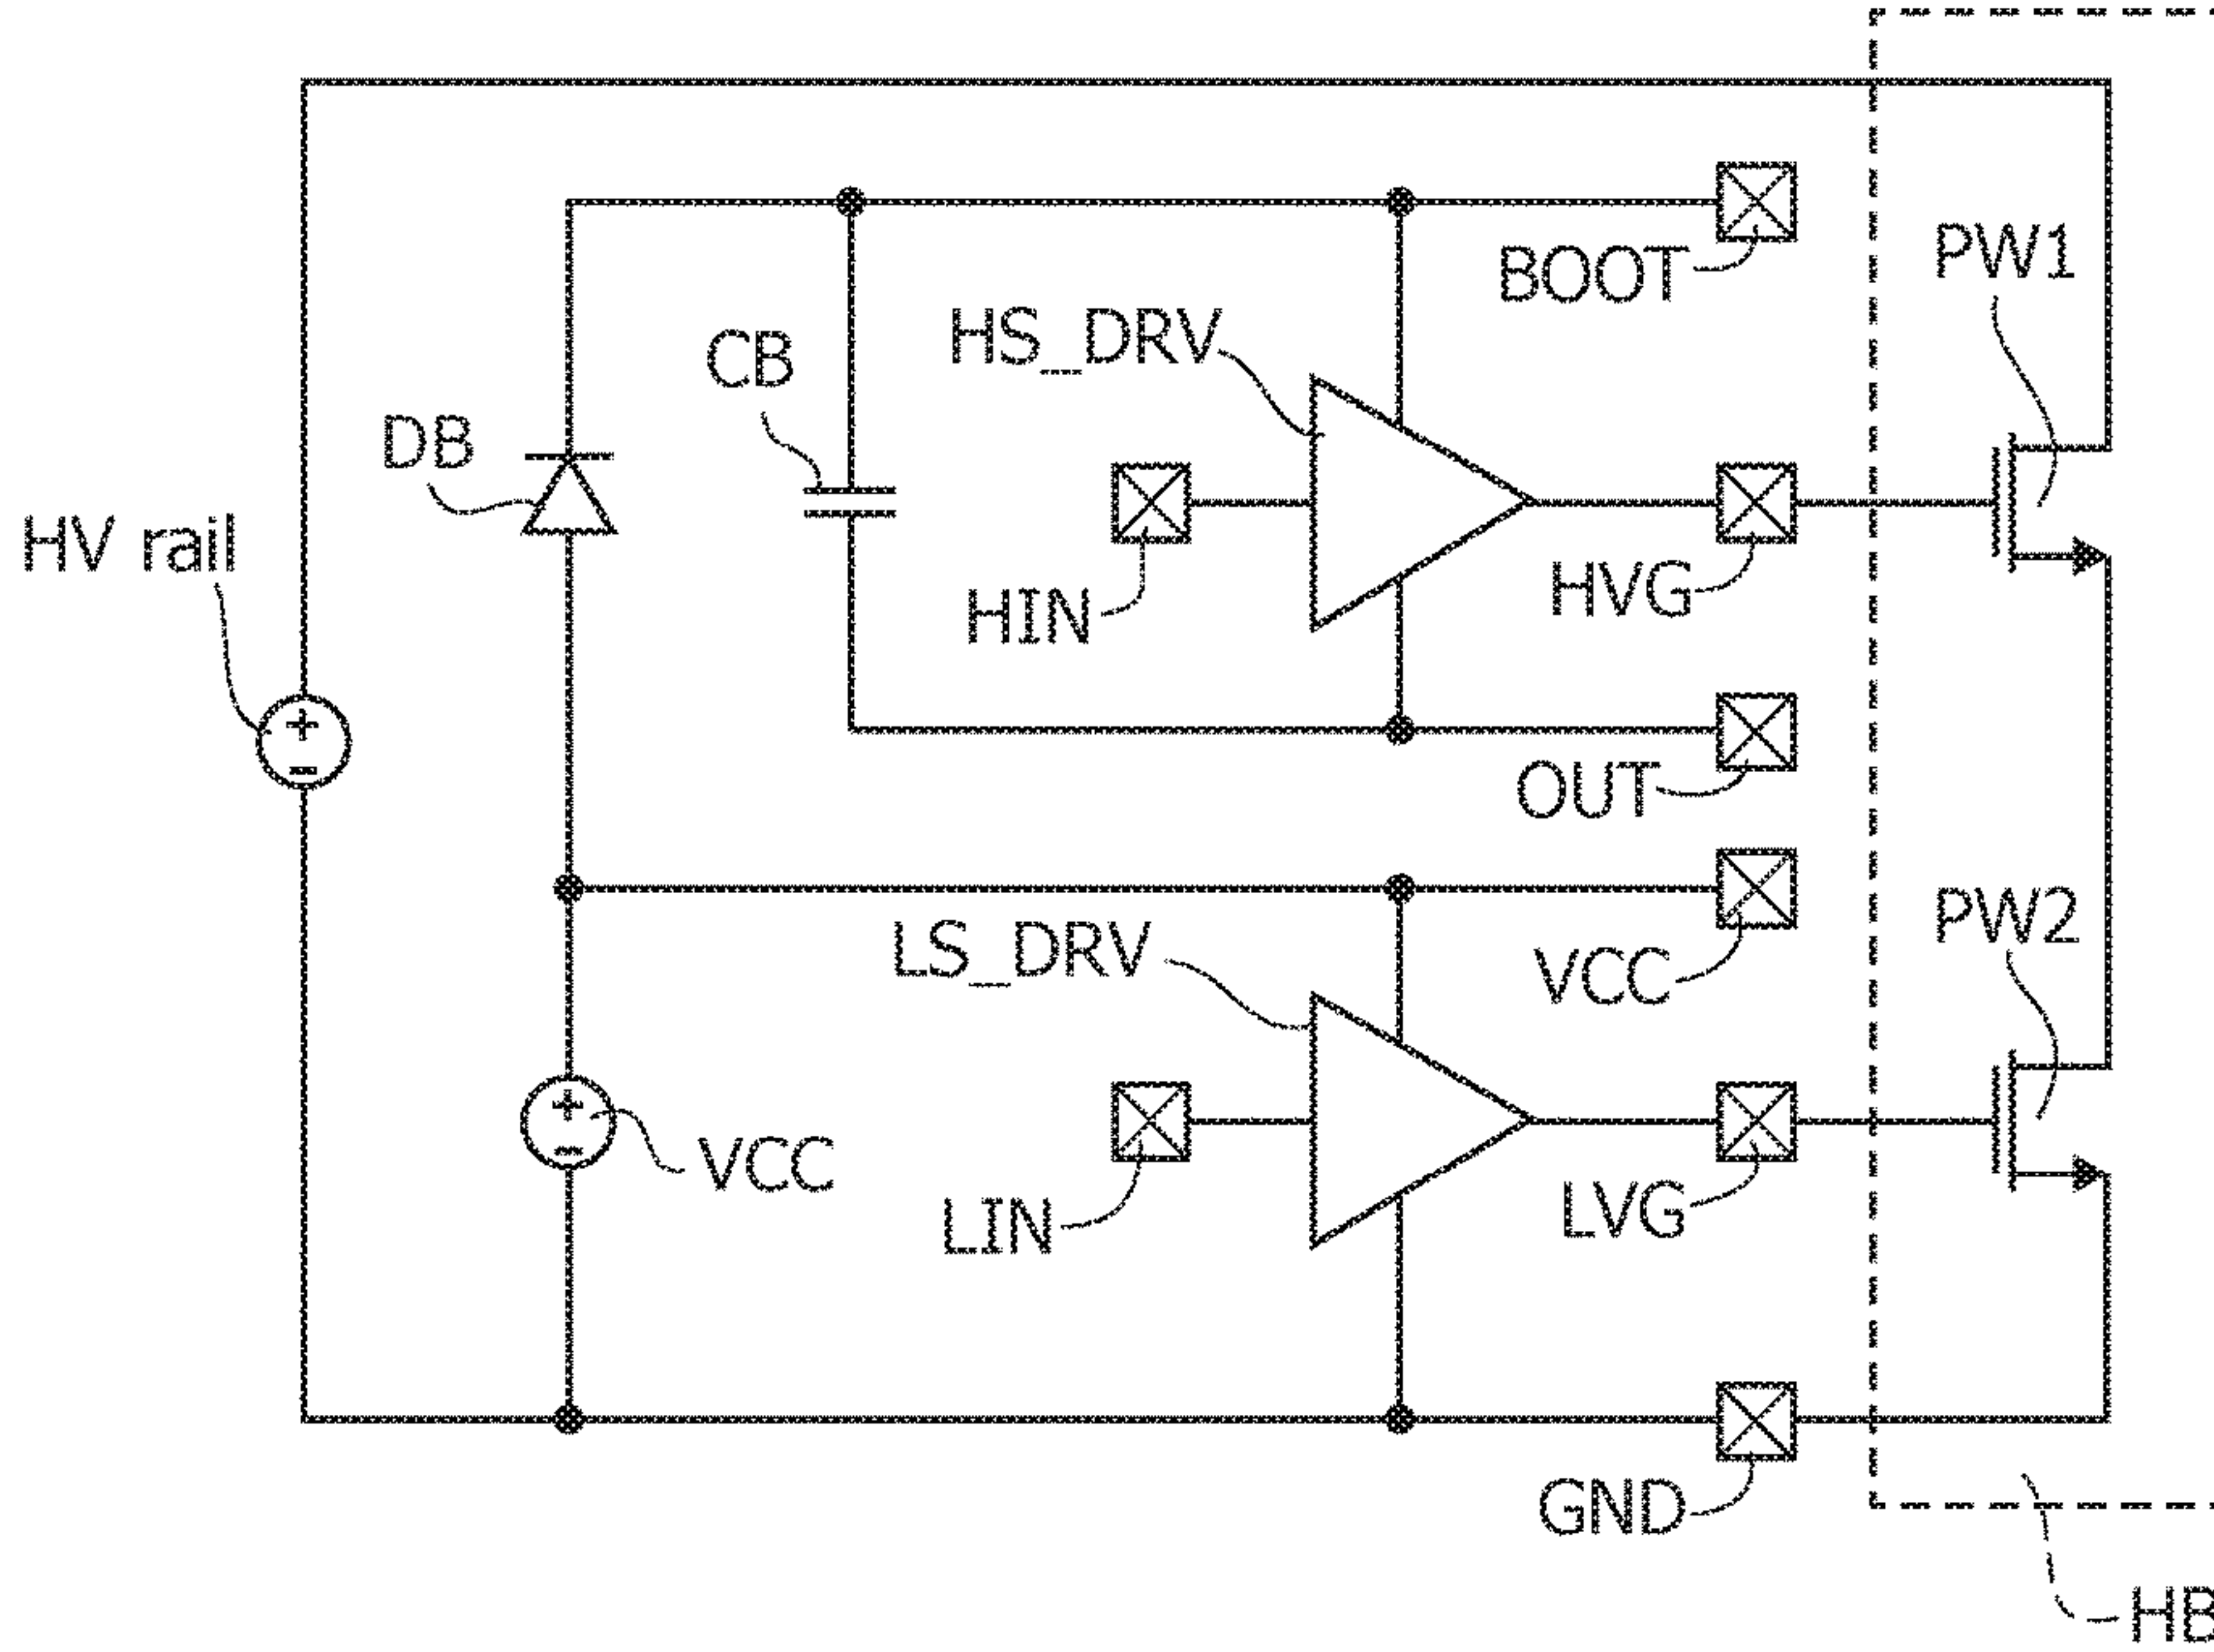 BOOT
PW1
HS_DRV
CB
DB
HV rail
HVG
HIN
+
-
OUT
PW2
LS_DRV
VCC
+
-
VCC
LIN
LVG
GND
HB